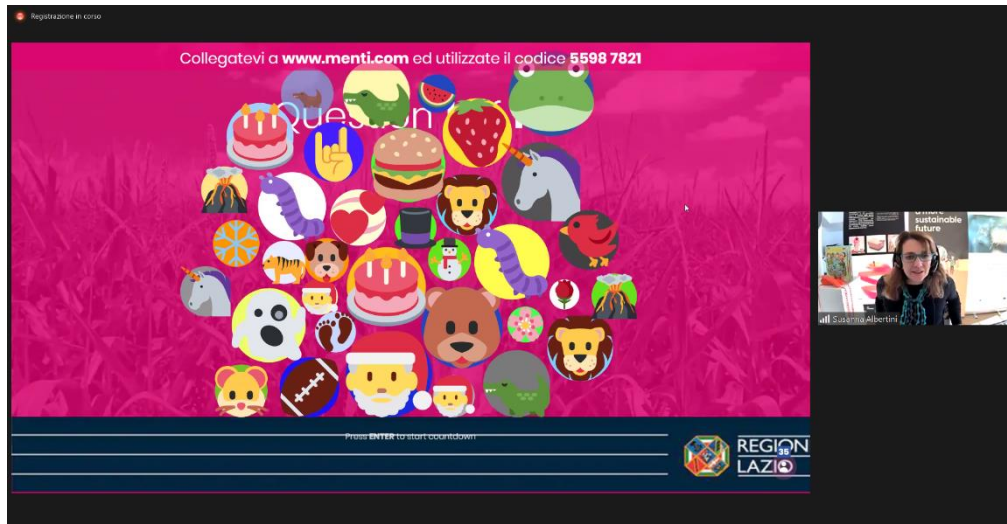 Registrazione in corso
Collegatevi a www.menti.com ed utilizzate il codice 5598 7821
Question
Press ENTER to start countdown
REGION
LAZIO
35
a more
sustainable
future
Susanna Albertini